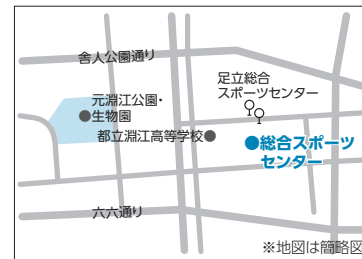 舎人公園通り
足立総合
スポーツセンター
元淵江公園・
生物園
都立淵江高等学校
総合スポーツ
センター
六六通り
※地図は簡略図